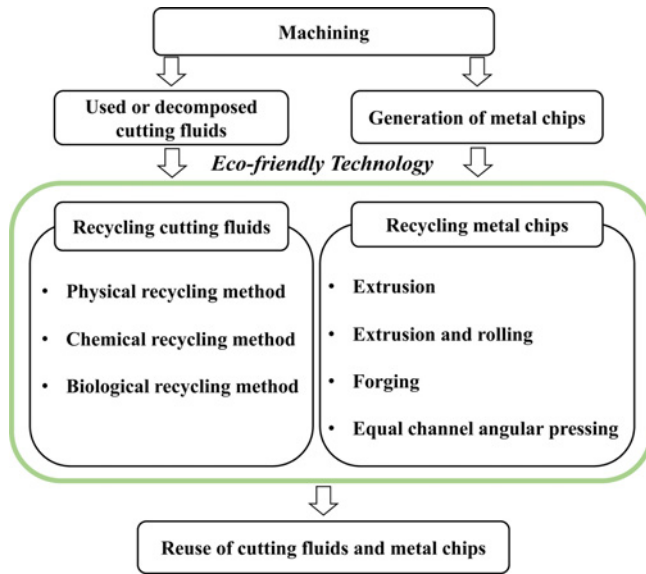 Machining
Used or decomposed
cutting fluids
Generation of metal chips
Eco-friendly Technology
Recycling cutting fluids
• Physical recycling method
• Chemical recycling method
• Biological recycling method
Recycling metal chips
• Extrusion
• Extrusion and rolling
• Forging
• Equal channel angular pressing
Reuse of cutting fluids and metal chips